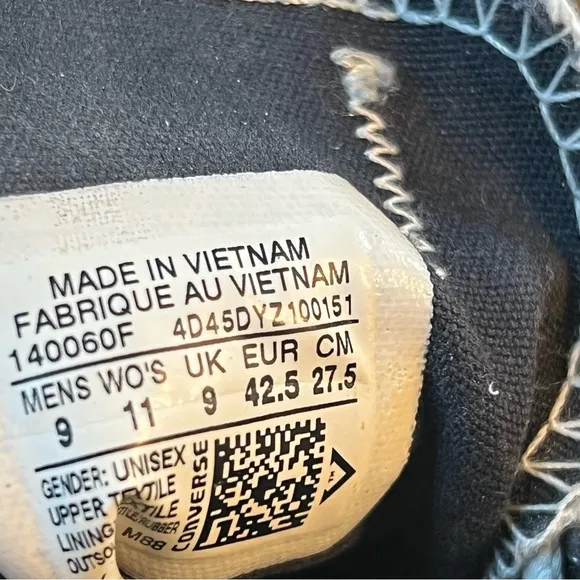 MADE IN VIETNAM
FABRIQUE AU VIETNAM
140060F 4D45DYZ100151
MENS WO'S UK EUR CM
9 11 9 42.5 27.5
GENDER: UNISEX
UPPER TEXTILE
LINING
OUTSO
M88
CONVERSE